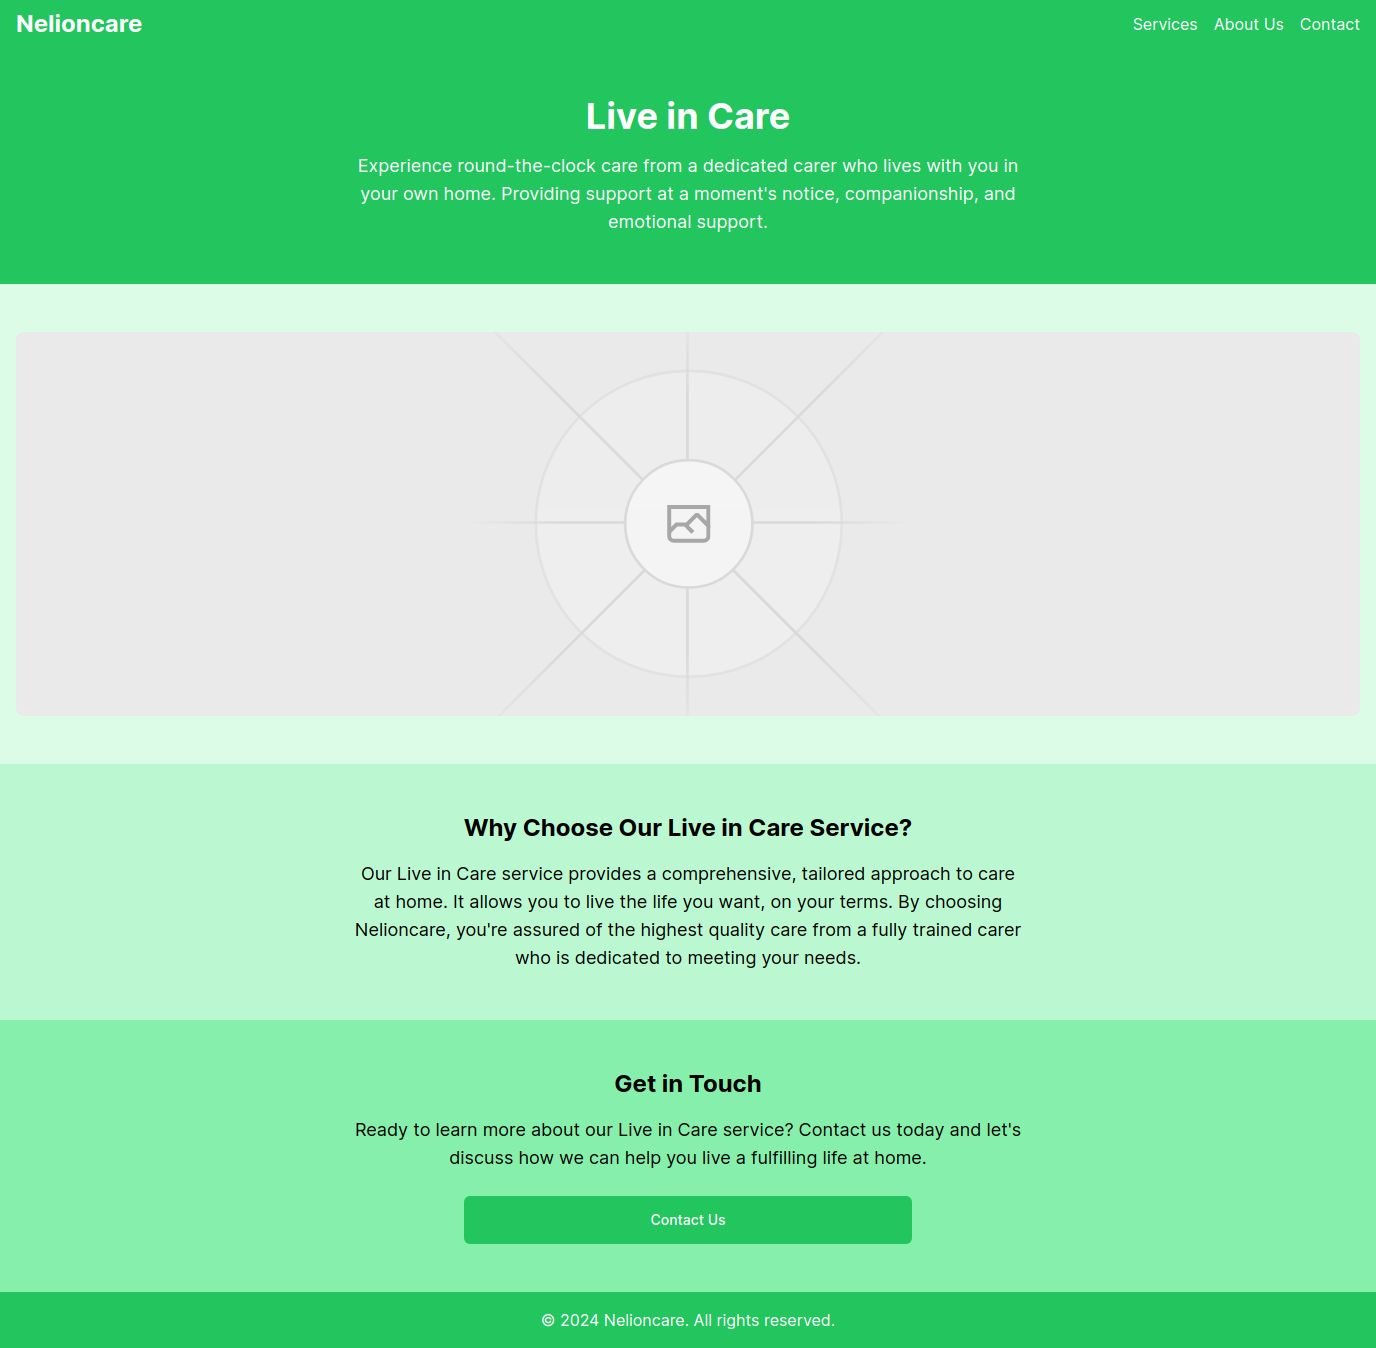 Nelioncare
Services About Us Contact
Live in Care
Experience round-the-clock care from a dedicated carer who lives with you in
your own home. Providing support at a moment's notice, companionship, and
emotional support.
Why Choose Our Live in Care Service?
Our Live in Care service provides a comprehensive, tailored approach to care
at home. It allows you to live the life you want, on your terms. By choosing
Nelioncare, you're assured of the highest quality care from a fully trained carer
who is dedicated to meeting your needs.
Get in Touch
Ready to learn more about our Live in Care service? Contact us today and let's
discuss how we can help you live a fulfilling life at home.
Contact Us
© 2024 Nelioncare. All rights reserved.